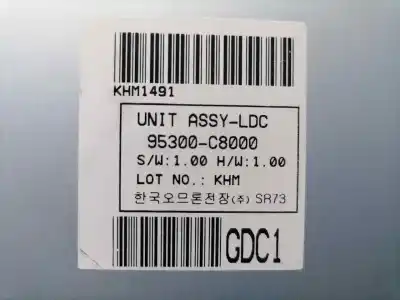 KHM1491
UNIT ASSY-LDC
95300-C8000
S/W:1.00 H/W:1.00
LOT NO.: KHM
한국오므론전장(주) SR73
GDC1